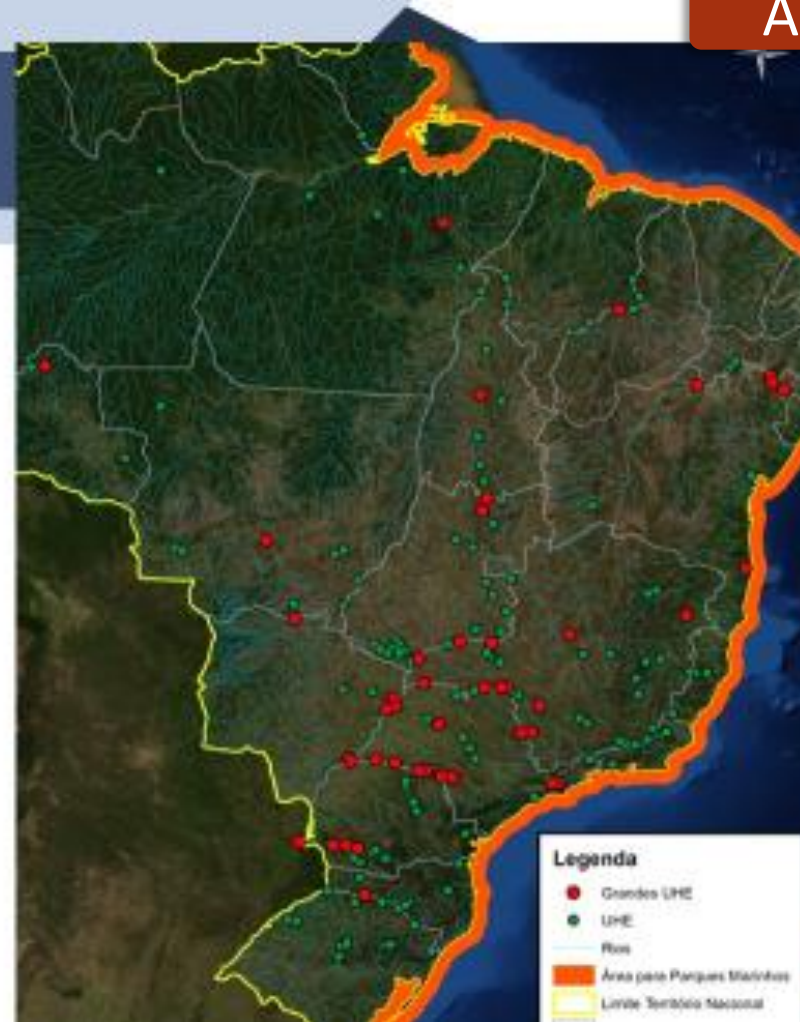 A
Legenda
Grandes UHE
UHE
Rios
Área para Parques Marinhos
Limite Território Nacional